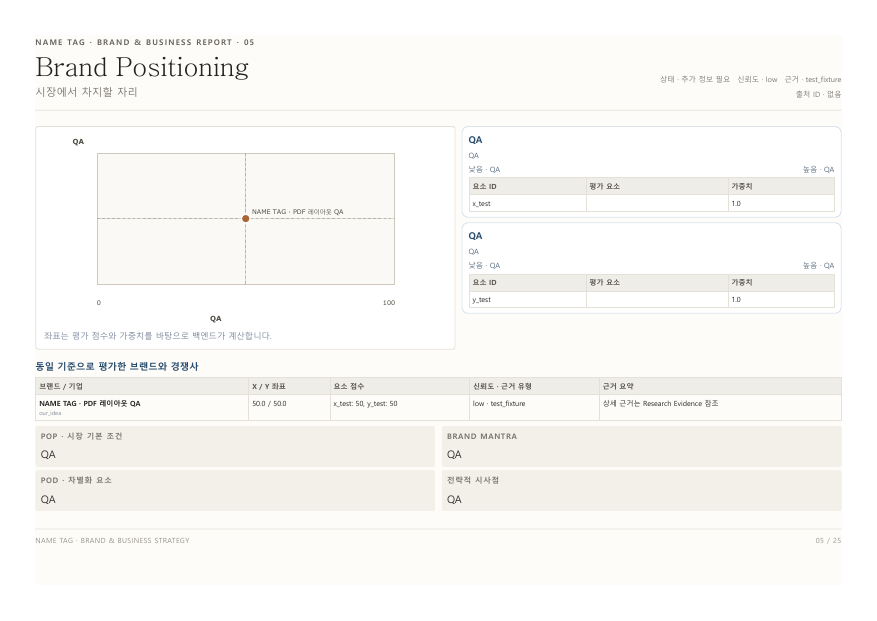 NAME TAG · BRAND & BUSINESS REPORT · 05
Brand Positioning
시장에서 차지할 자리
상태 · 추가 정보 필요 신뢰도 · low 근거 · test_fixture
출처 ID · 없음
QA
NAME TAG · PDF 레이아웃 QA
0
100
QA
좌표는 평가 점수와 가중치를 바탕으로 백엔드가 계산합니다.
QA
QA
낮음 · QA 높음 · QA
요소 ID 평가 요소 가중치
x_test 1.0
QA
QA
낮음 · QA 높음 · QA
요소 ID 평가 요소 가중치
y_test 1.0
동일 기준으로 평가한 브랜드와 경쟁사
브랜드 / 기업 X / Y 좌표 요소 점수 신뢰도 · 근거 유형 근거 요약
NAME TAG · PDF 레이아웃 QA 50.0 / 50.0 x_test: 50, y_test: 50 low · test_fixture 상세 근거는 Research Evidence 참조
our_idea
POP · 시장 기본 조건
QA
BRAND MANTRA
QA
POD · 차별화 요소
QA
전략적 시사점
QA
NAME TAG · BRAND & BUSINESS STRATEGY 05 / 25